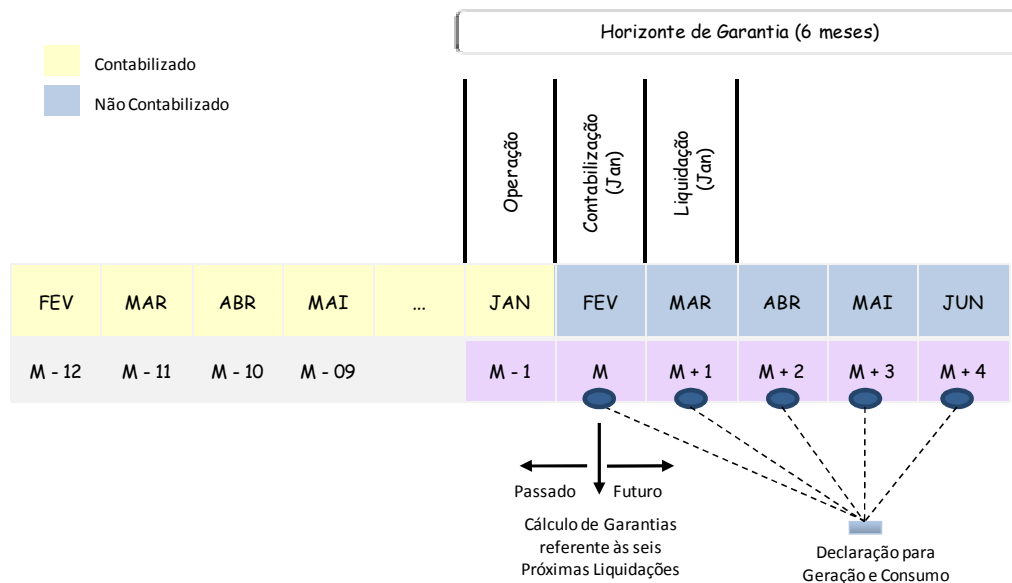 Horizonte de Garantia (6 meses)
Contabilizado
Não Contabilizado
Operação
Contabilização
(Jan)
Liquidação
(Jan)
FEV MAR ABR MAI ... JAN FEV MAR ABR MAI JUN
M - 12 M - 11 M - 10 M - 09 M - 1 M M + 1 M + 2 M + 3 M + 4
Passado Futuro
Cálculo de Garantias
referente às seis
Próximas Liquidações
Declaração para
Geração e Consumo